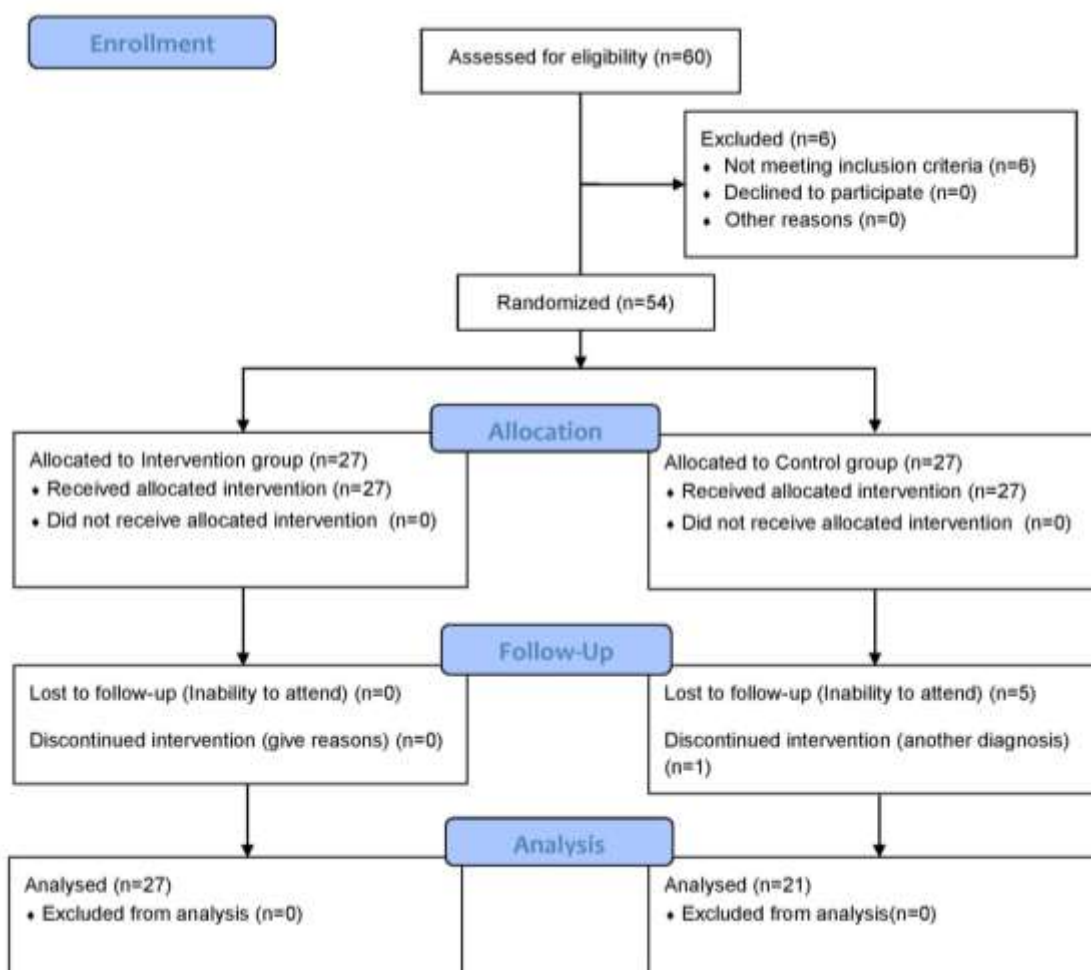 Enrollment
Assessed for eligibility (n=60)
Excluded (n=6)
♦ Not meeting inclusion criteria (n=6)
♦ Declined to participate (n=0)
♦ Other reasons (n=0)
Randomized (n=54)
Allocation
Allocated to Intervention group (n=27)
♦ Received allocated intervention (n=27)
♦ Did not receive allocated intervention (n=0)
Allocated to Control group (n=27)
♦ Received allocated intervention (n=27)
♦ Did not receive allocated intervention (n=0)
Follow-Up
Lost to follow-up (Inability to attend) (n=0)
Discontinued intervention (give reasons) (n=0)
Lost to follow-up (Inability to attend) (n=5)
Discontinued intervention (another diagnosis)
(n=1)
Analysis
Analysed (n=27)
♦ Excluded from analysis (n=0)
Analysed (n=21)
♦ Excluded from analysis(n=0)